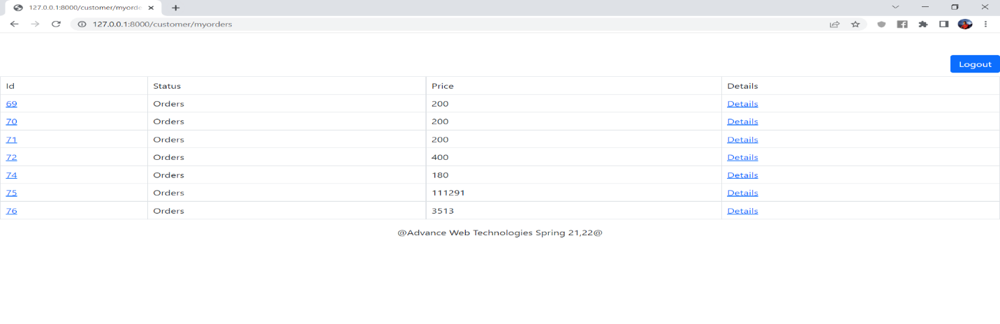 127.0.0.1:8000/customer/myorde
127.0.0.1:8000/customer/myorders
Logout
Id Status Price Details
69 Orders 200 Details
70 Orders 200 Details
71 Orders 200 Details
72 Orders 400 Details
74 Orders 180 Details
75 Orders 111291 Details
76 Orders 3513 Details
@Advance Web Technologies Spring 21,22@